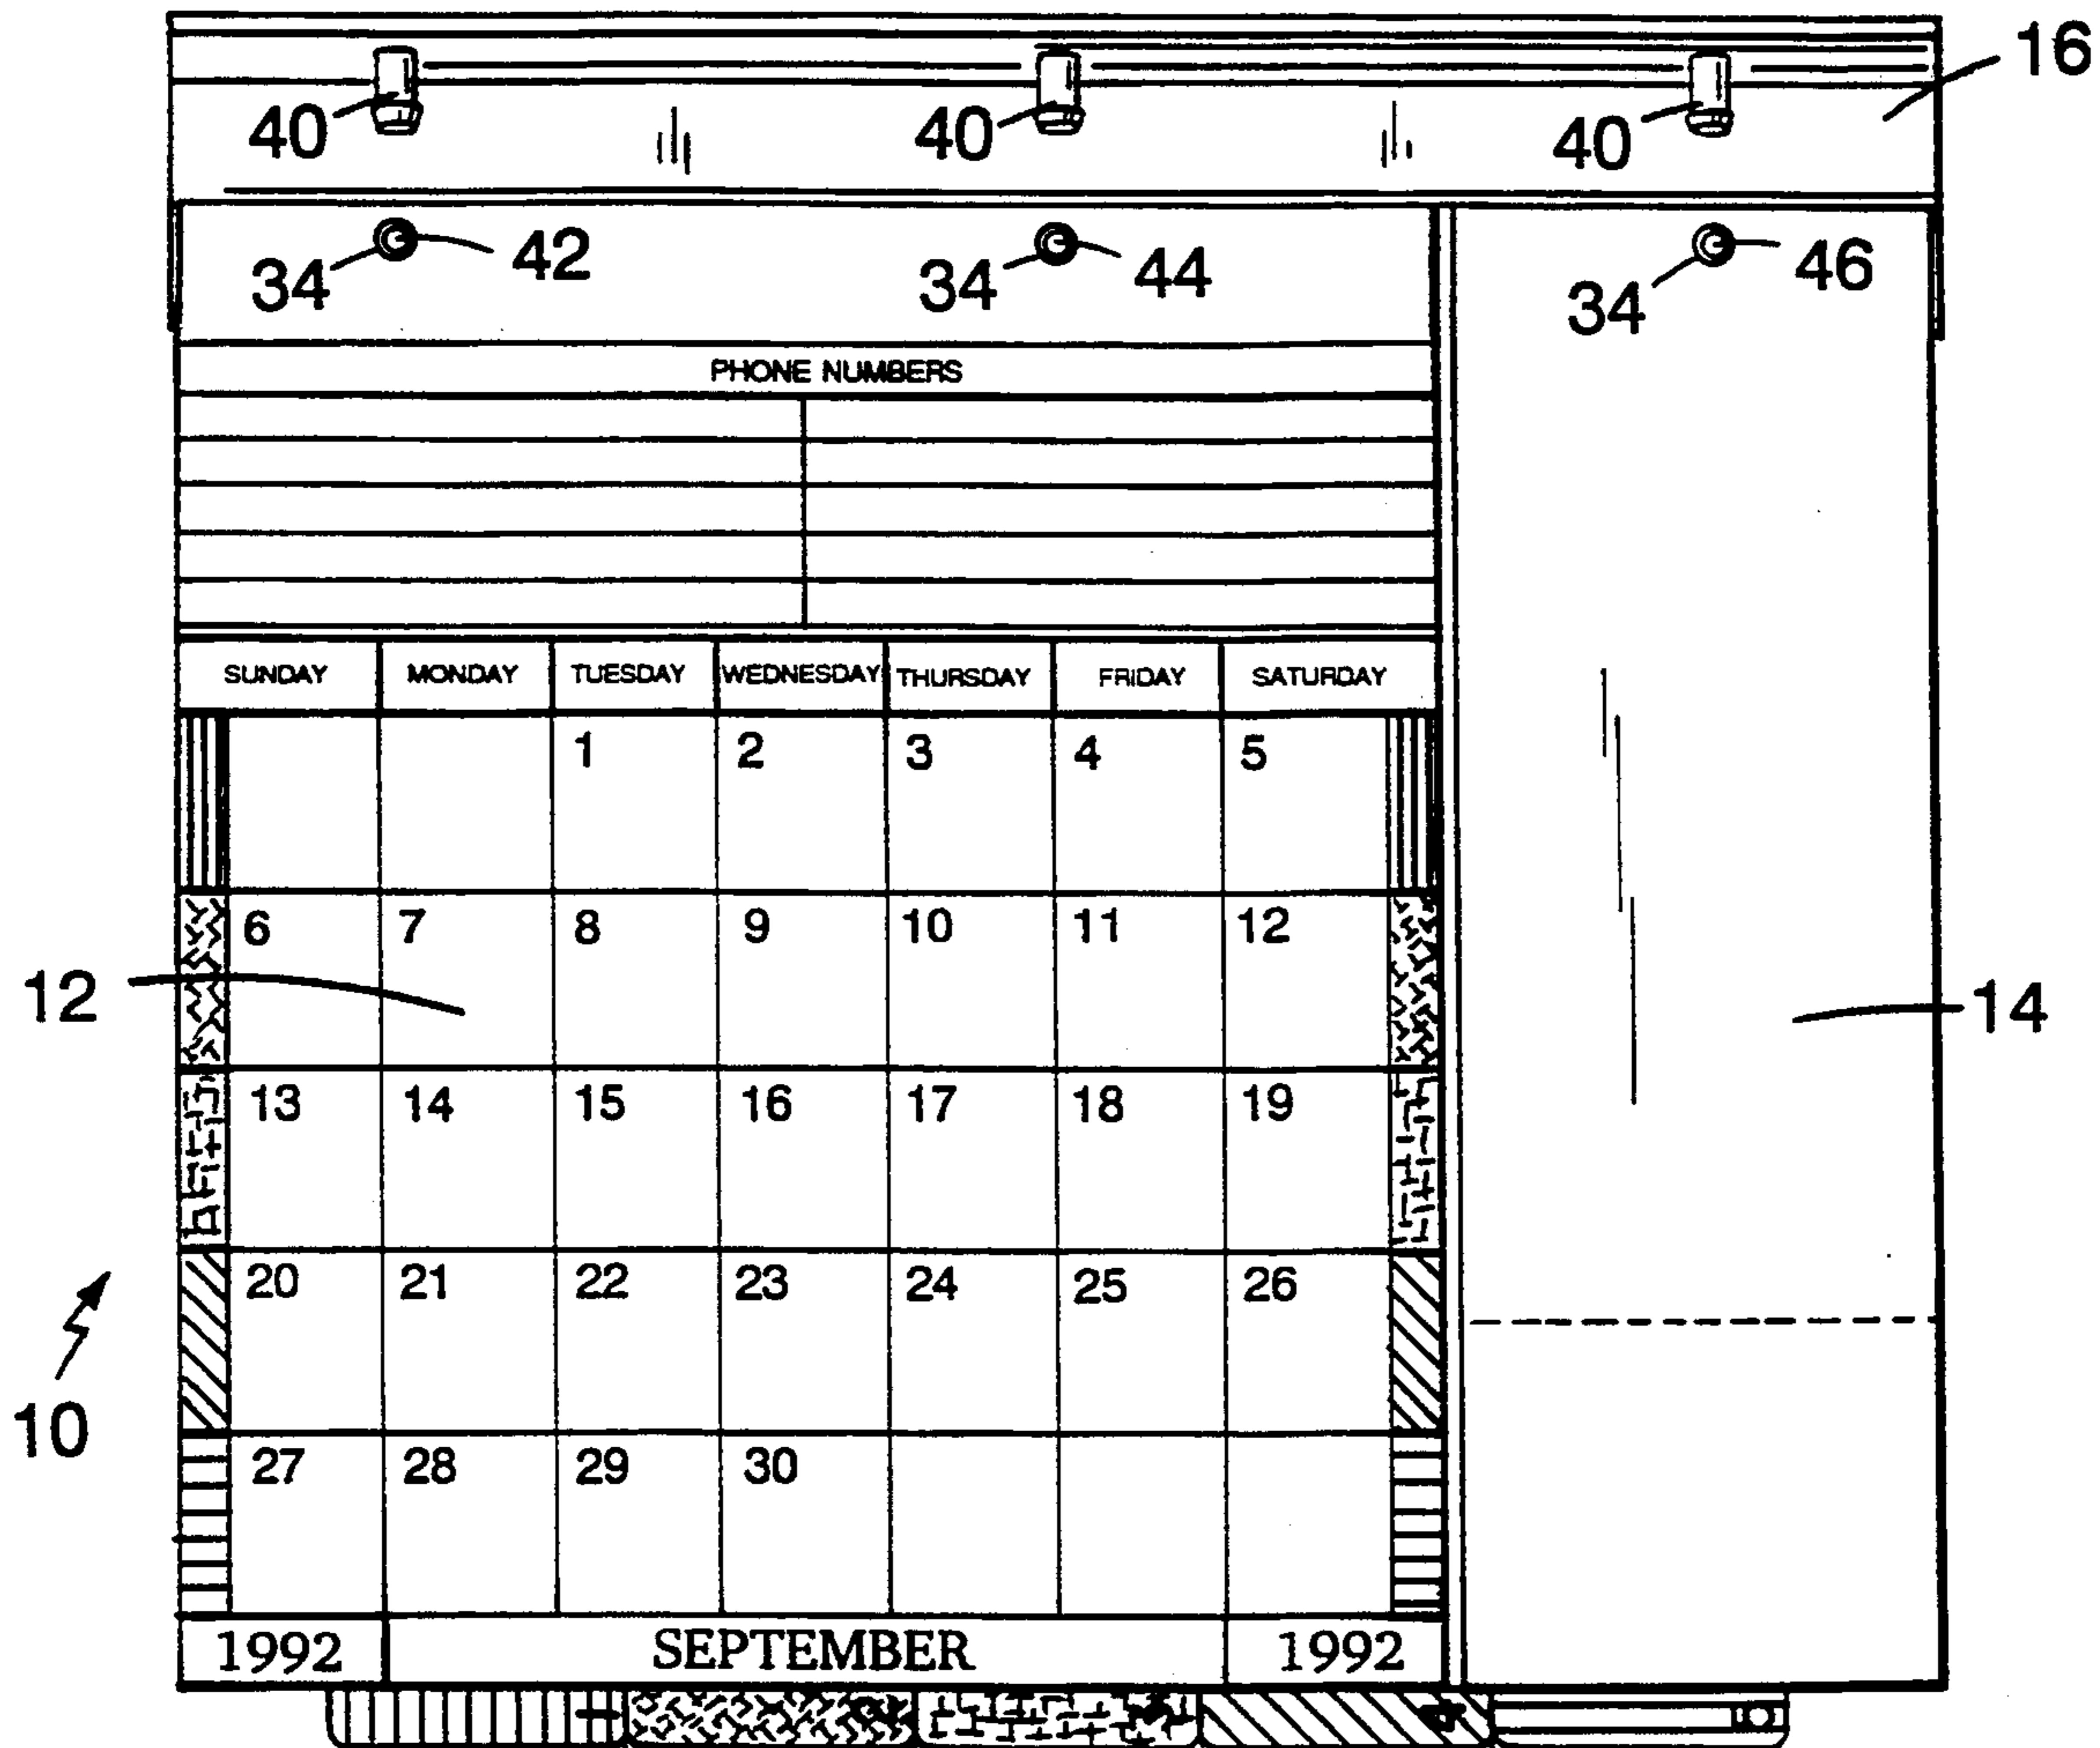 16
40 40 40
34 42 34 44 34 46
PHONE NUMBERS
SUNDAY MONDAY TUESDAY WEDNESDAY THURSDAY FRIDAY SATURDAY
1 2 3 4 5
6 7 8 9 10 11 12
12 14
13 14 15 16 17 18 19
20 21 22 23 24 25 26
10
27 28 29 30
1992 SEPTEMBER 1992